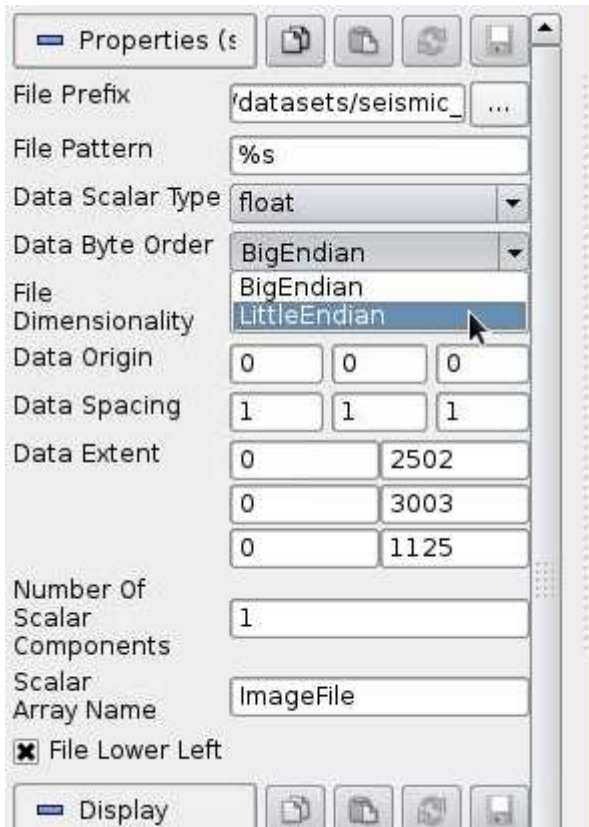 Properties (s
File Prefix /datasets/seismic_ ...
File Pattern %s
Data Scalar Type float
Data Byte Order BigEndian
BigEndian
File
Dimensionality LittleEndian
Data Origin 0 0 0
Data Spacing 1 1 1
Data Extent 0 2502
0 3003
0 1125
Number Of
Scalar 1
Components
Scalar
Array Name ImageFile
File Lower Left
Display